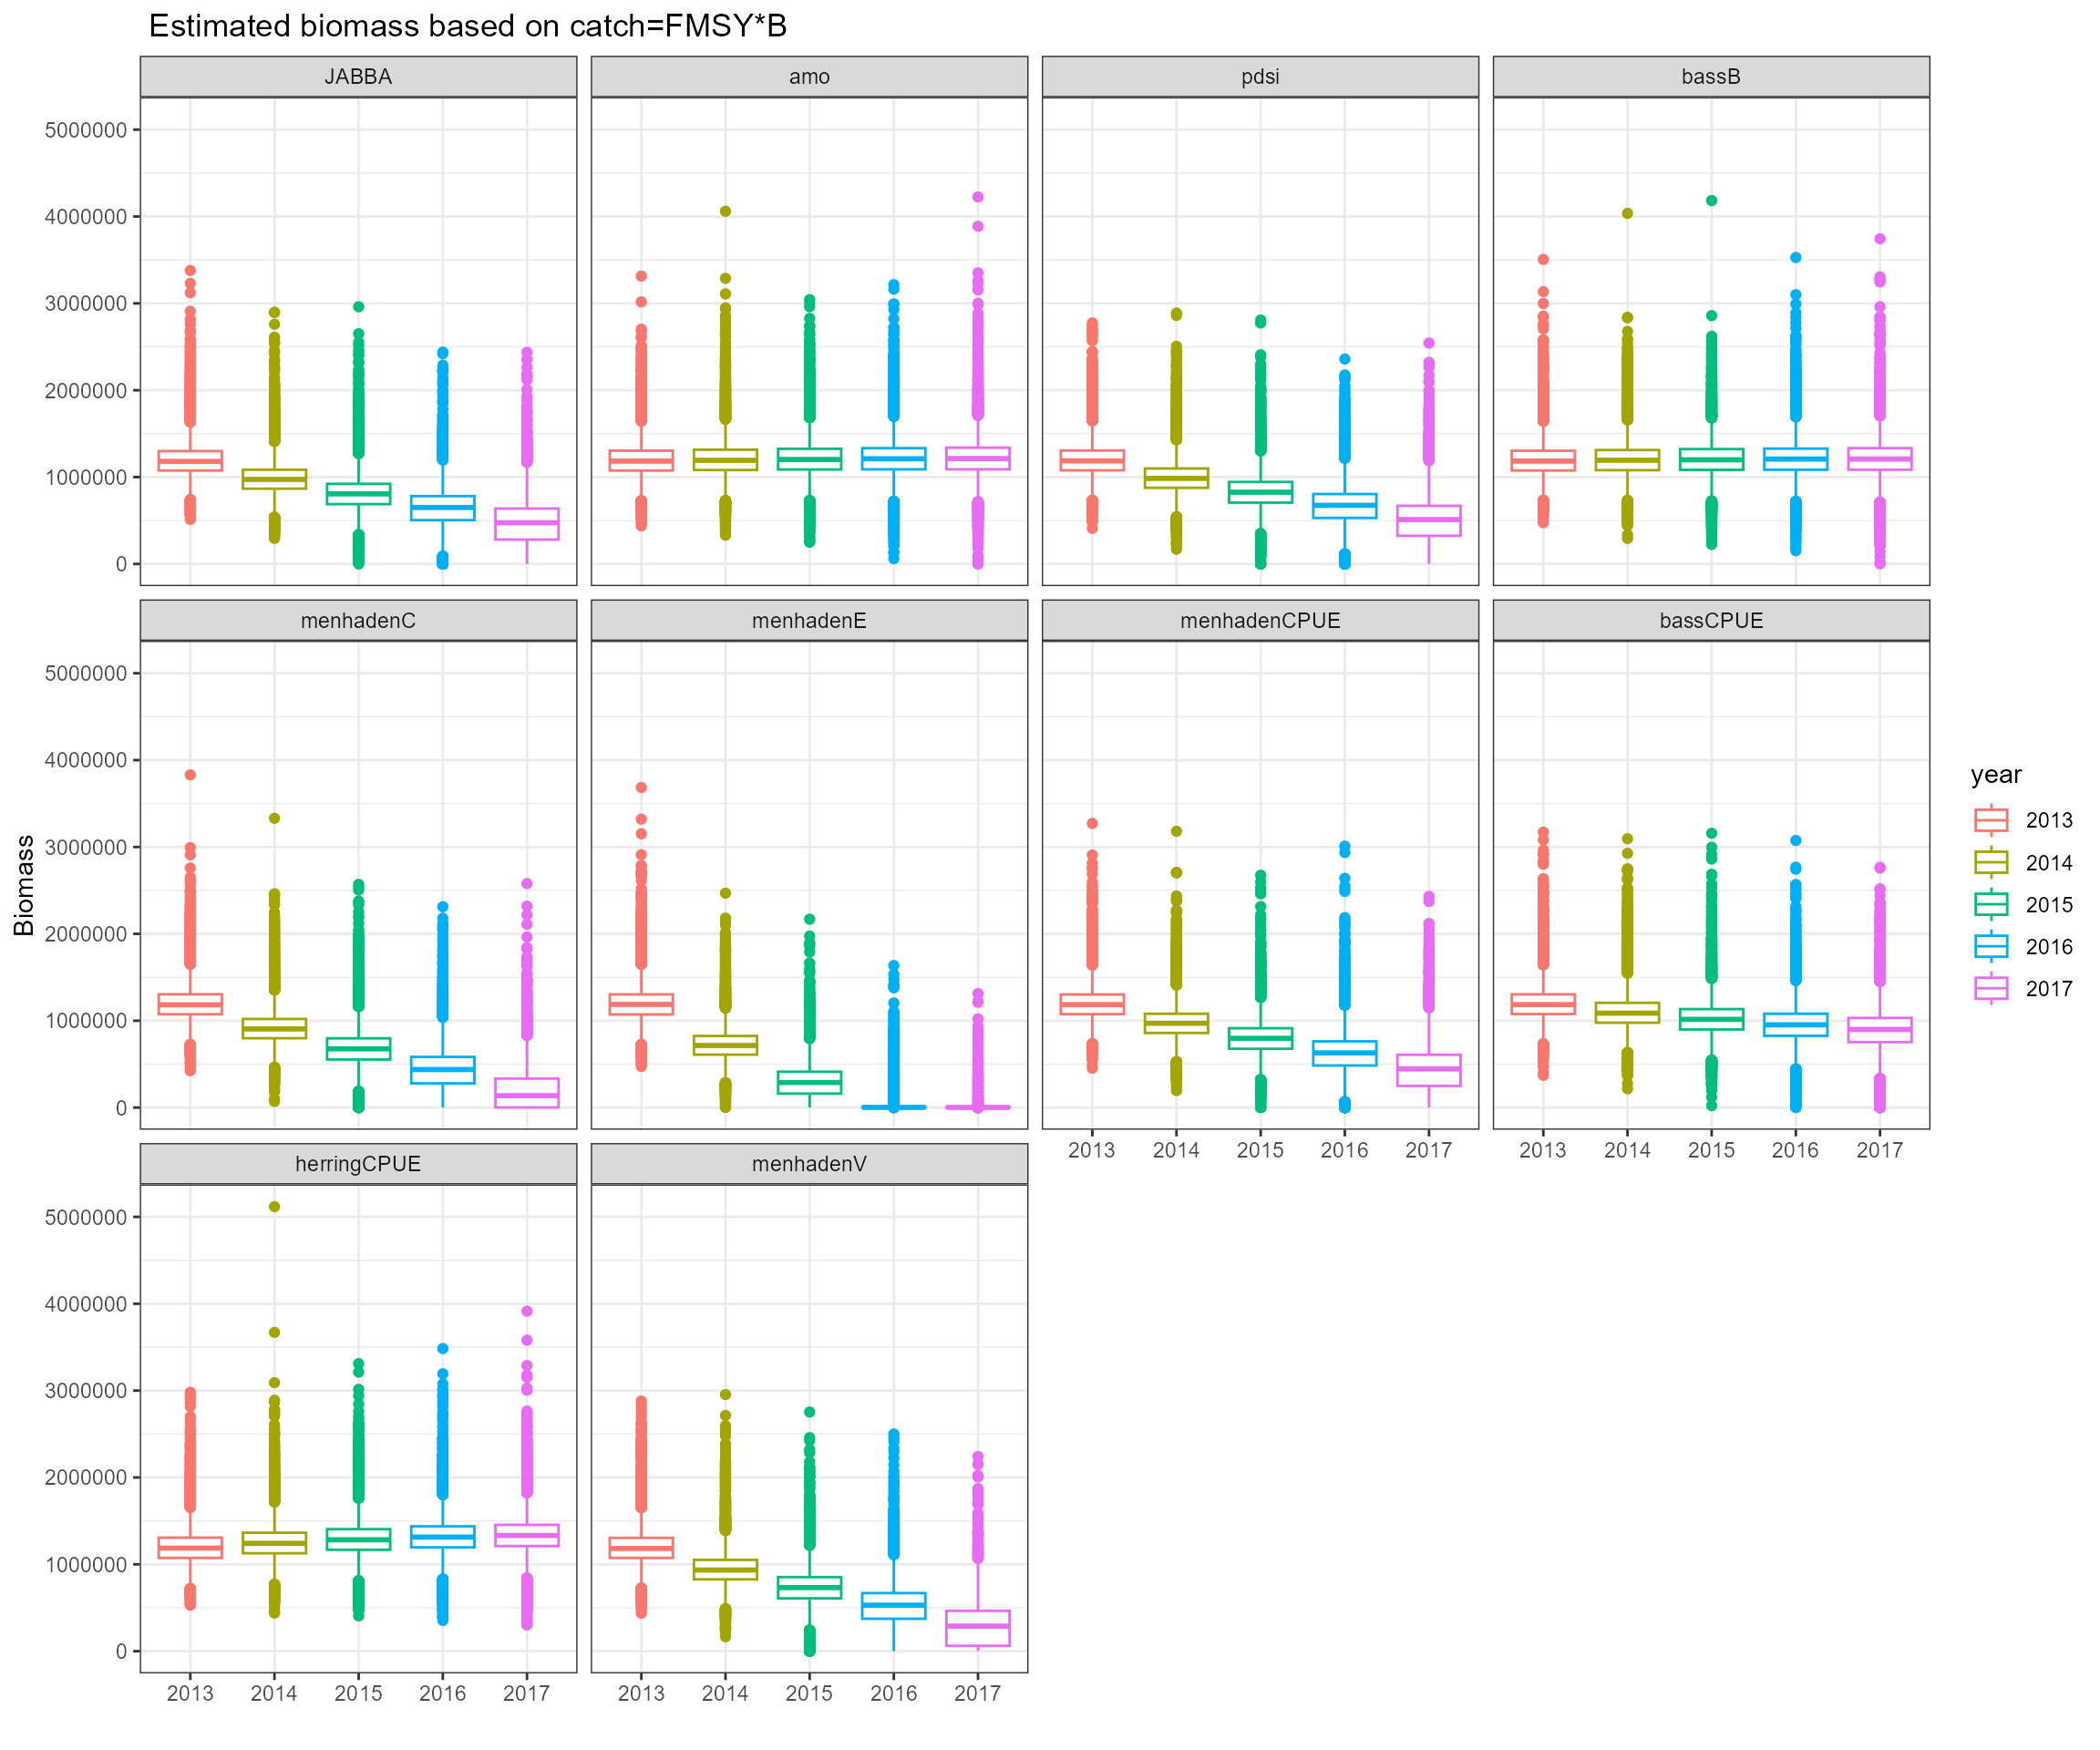 Estimated biomass based on catch=FMSY*B
JABBA amo pdsi bassB
5000000
4000000
3000000
2000000
1000000
0
menhadenC menhadenE menhadenCPUE bassCPUE
5000000
4000000
3000000
2000000
1000000
0
2013 2014 2015 2016 2017 2013 2014 2015 2016 2017
herringCPUE menhadenV
5000000
4000000
3000000
2000000
1000000
0
2013 2014 2015 2016 2017 2013 2014 2015 2016 2017
Biomass
year
2013
2014
2015
2016
2017